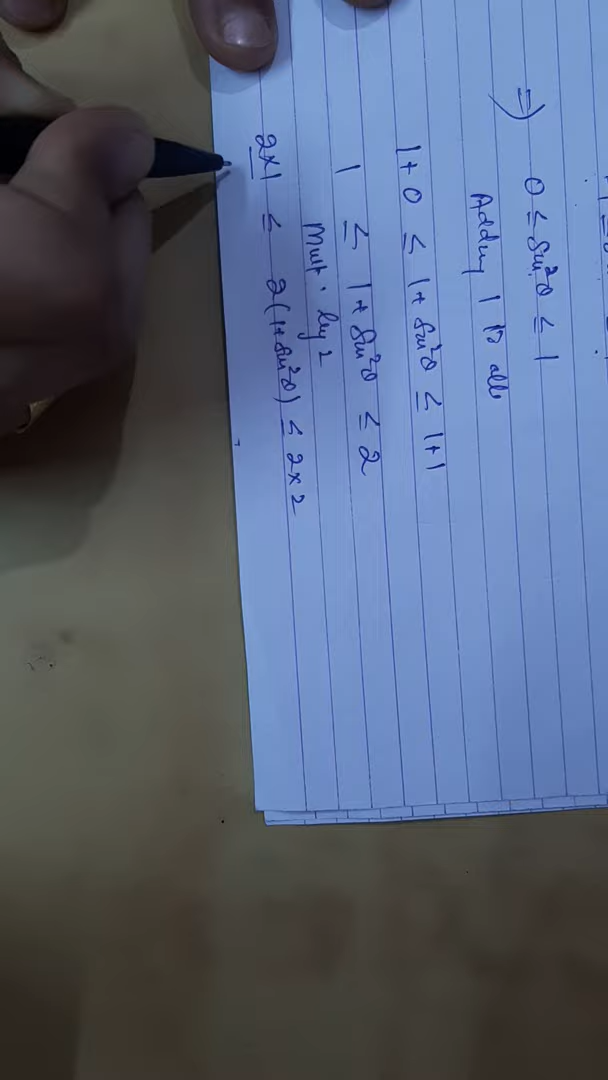 ⇒ 0 ≤ Sin²θ ≤ 1
Adding 1 to all
1 + 0 ≤ 1 + Sin²θ ≤ 1+1
1 ≤ 1 + Sin²θ ≤ 2
Mult. by 2
2×1 ≤ 2(1+Sin²θ) ≤ 2×2